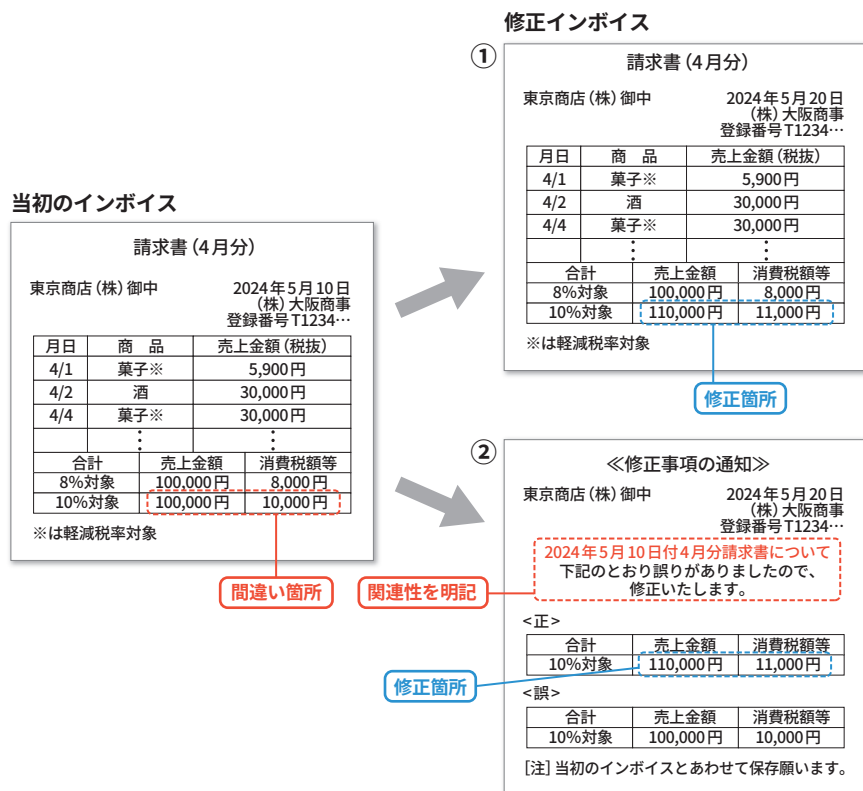 当初のインボイス
請求書(4月分)
東京商店(株)御中
2024年5月10日
(株)大阪商事
登録番号T1234…
月日 商 品 売上金額(税抜)
4/1 菓子※ 5,900円
4/2 酒 30,000円
4/4 菓子※ 30,000円
⋮ ⋮
合計 売上金額 消費税額等
8%対象 100,000円 8,000円
10%対象 100,000円 10,000円
※は軽減税率対象
間違い箇所
修正インボイス
①
請求書(4月分)
東京商店(株)御中
2024年5月20日
(株)大阪商事
登録番号T1234…
月日 商 品 売上金額(税抜)
4/1 菓子※ 5,900円
4/2 酒 30,000円
4/4 菓子※ 30,000円
⋮ ⋮
合計 売上金額 消費税額等
8%対象 100,000円 8,000円
10%対象 110,000円 11,000円
※は軽減税率対象
修正箇所
②
≪修正事項の通知≫
東京商店(株)御中
2024年5月20日
(株)大阪商事
登録番号T1234…
2024年5月10日付4月分請求書について
下記のとおり誤りがありましたので、
修正いたします。
関連性を明記
<正>
合計 売上金額 消費税額等
10%対象 110,000円 11,000円
修正箇所
<誤>
合計 売上金額 消費税額等
10%対象 100,000円 10,000円
[注]当初のインボイスとあわせて保存願います。